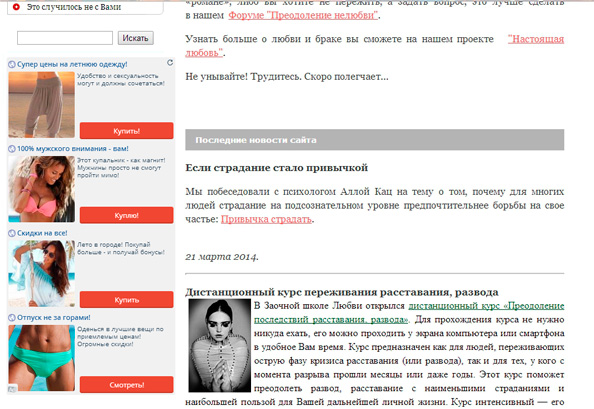 Это случилось не с Вами
Искать
Супер цены на летнюю одежду!
Удобство и сексуальность
могут и должны сочетаться!
Купить!
100% мужского внимания - вам!
Этот купальник - как магнит!
Мужчины просто не смогут
пройти мимо!
Куплю!
Скидки на все!
Лето в городе! Покупай
больше - и получай бонусы!
Купить
Отпуск не за горами!
Оденься в лучшие вещи по
приемлемым ценам!
Огромные скидки!
Смотреть!
«романе», либо вы хотите не пережить, а задать вопрос, это лучше сделать
в нашем Форуме "Преодоление нелюбви".
Узнать больше о любви и браке вы сможете на нашем проекте "Настоящая
любовь".
Не унывайте! Трудитесь. Скоро полегчает...
Последние новости сайта
Если страдание стало привычкой
Мы побеседовали с психологом Аллой Кац на тему о том, почему для многих
людей страдание на подсознательном уровне предпочтительнее борьбы на свое
частье: Привычка страдать.
21 марта 2014.
Дистанционный курс переживания расставания, развода
В Заочной школе Любви открылся дистанционный курс «Преодоление
последствий расставания, развода». Для прохождения курса не нужно
никуда ехать, его можно проходить у экрана компьютера или смартфона
в удобное Вам время. Курс предназначен как для людей, переживающих
острую фазу кризиса расставания (или развода), так и для тех, у кого с
момента разрыва прошли месяцы или даже годы. Этот курс поможет
преодолеть развод, расставание с наименьшими страданиями и
наибольшей пользой для Вашей дальнейшей личной жизни. Курс интенсивный — его